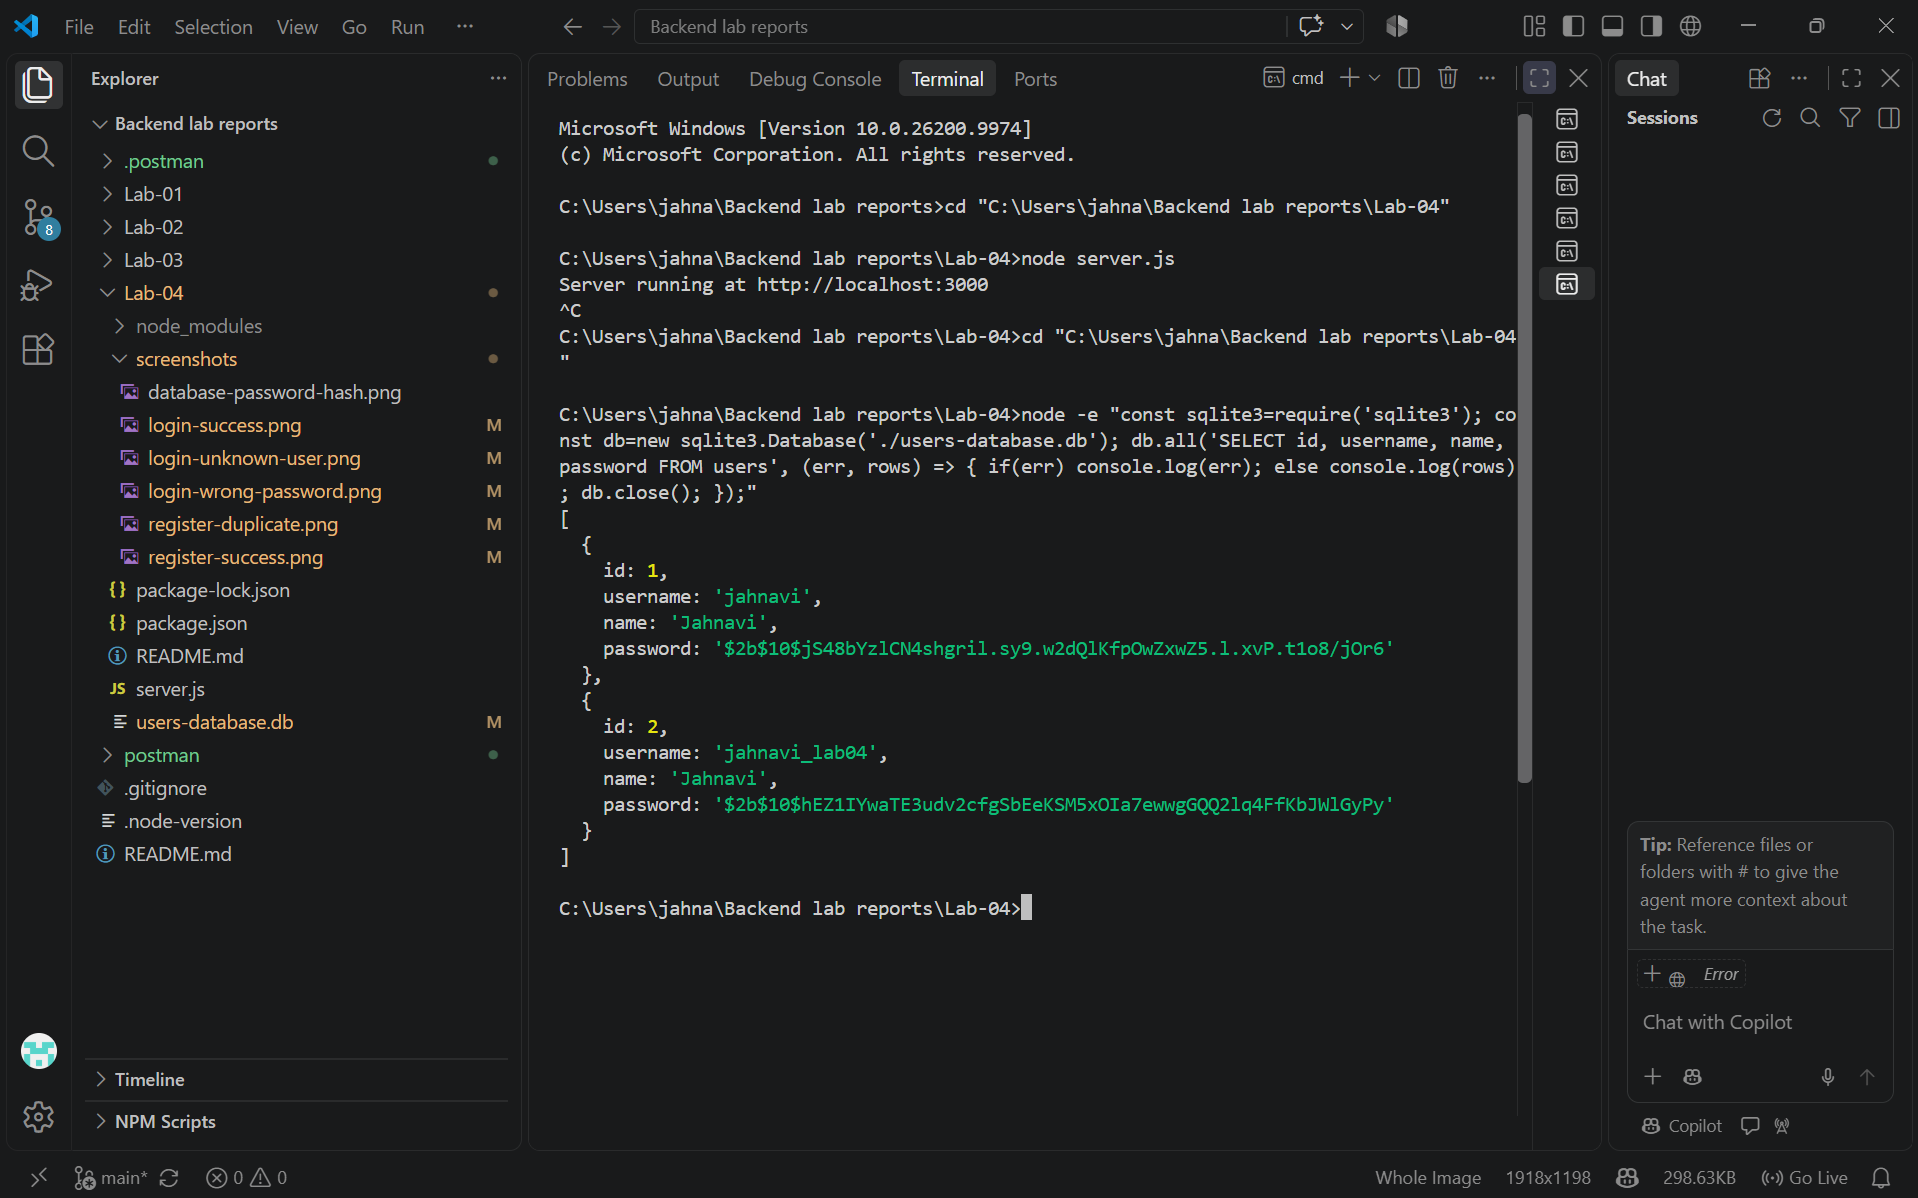 File Edit Selection View Go Run ···
Backend lab reports
Explorer
Backend lab reports
.postman
Lab-01
Lab-02
Lab-03
Lab-04
node_modules
screenshots
database-password-hash.png
login-success.png M
login-unknown-user.png M
login-wrong-password.png M
register-duplicate.png M
register-success.png M
{} package-lock.json
{} package.json
README.md
JS server.js
users-database.db M
postman
.gitignore
.node-version
README.md
8
Timeline
NPM Scripts
Problems Output Debug Console Terminal Ports
cmd
Microsoft Windows [Version 10.0.26200.9974]
(c) Microsoft Corporation. All rights reserved.
C:\Users\jahna\Backend lab reports>cd "C:\Users\jahna\Backend lab reports\Lab-04"
C:\Users\jahna\Backend lab reports\Lab-04>node server.js
Server running at http://localhost:3000
^C
C:\Users\jahna\Backend lab reports\Lab-04>cd "C:\Users\jahna\Backend lab reports\Lab-04
"
C:\Users\jahna\Backend lab reports\Lab-04>node -e "const sqlite3=require('sqlite3'); co
nst db=new sqlite3.Database('./users-database.db'); db.all('SELECT id, username, name,
password FROM users', (err, rows) => { if(err) console.log(err); else console.log(rows)
; db.close(); });"
[
{
id: 1,
username: 'jahnavi',
name: 'Jahnavi',
password: '$2b$10$jS48bYzlCN4shgril.sy9.w2dQlKfpOwZxwZ5.l.xvP.t1o8/jOr6'
},
{
id: 2,
username: 'jahnavi_lab04',
name: 'Jahnavi',
password: '$2b$10$hEZ1IYwaTE3udv2cfgSbEeKSM5xOIa7ewwgGQQ2lq4FfKbJWlGyPy'
}
]
C:\Users\jahna\Backend lab reports\Lab-04>
Chat
Sessions
Tip: Reference files or
folders with # to give the
agent more context about
the task.
Error
Chat with Copilot
Copilot
main* 0 0
Whole Image 1918x1198 298.63KB Go Live